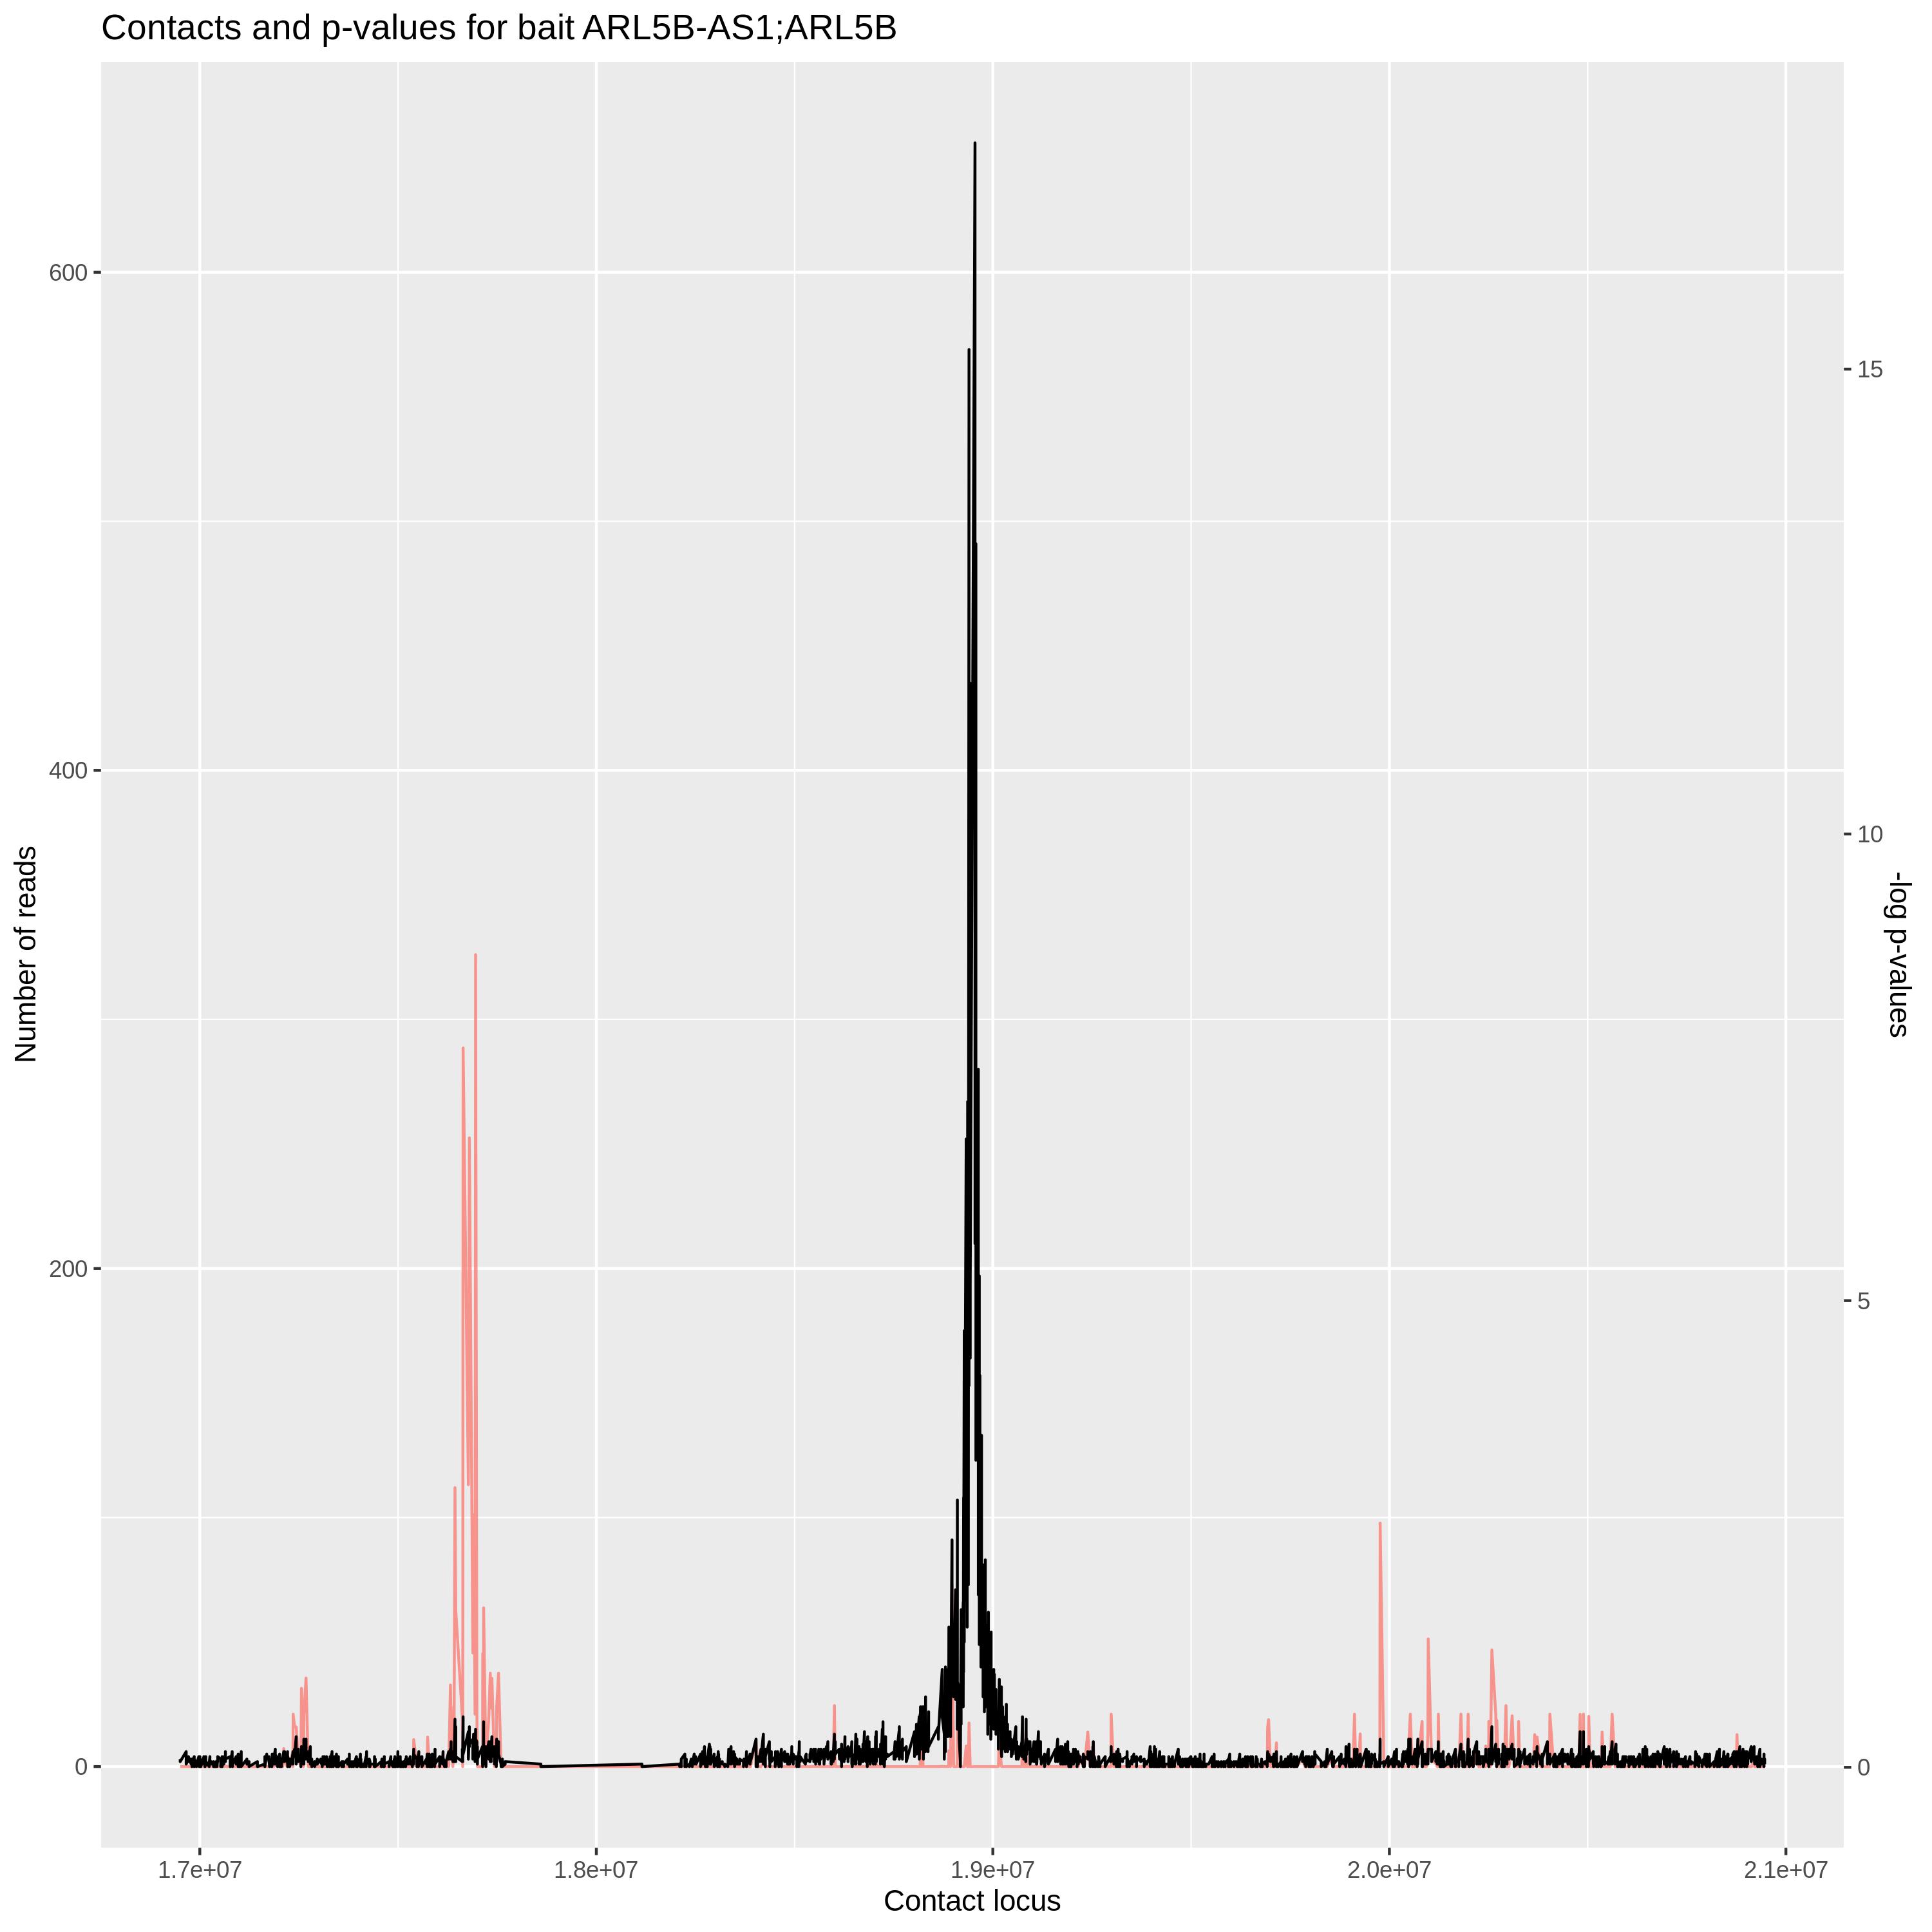 Contacts and p-values for bait ARL5B-AS1;ARL5B
600
400
200
0
15
10
5
0
Number of reads
-log p-values
1.7e+07
1.8e+07
1.9e+07
2.0e+07
2.1e+07
Contact locus